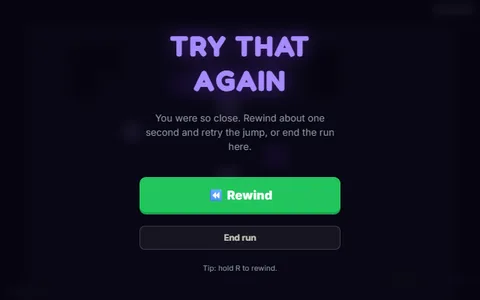 TRY THAT
AGAIN
You were so close. Rewind about one
second and retry the jump, or end the run
here.
Rewind
End run
Tip: hold R to rewind.